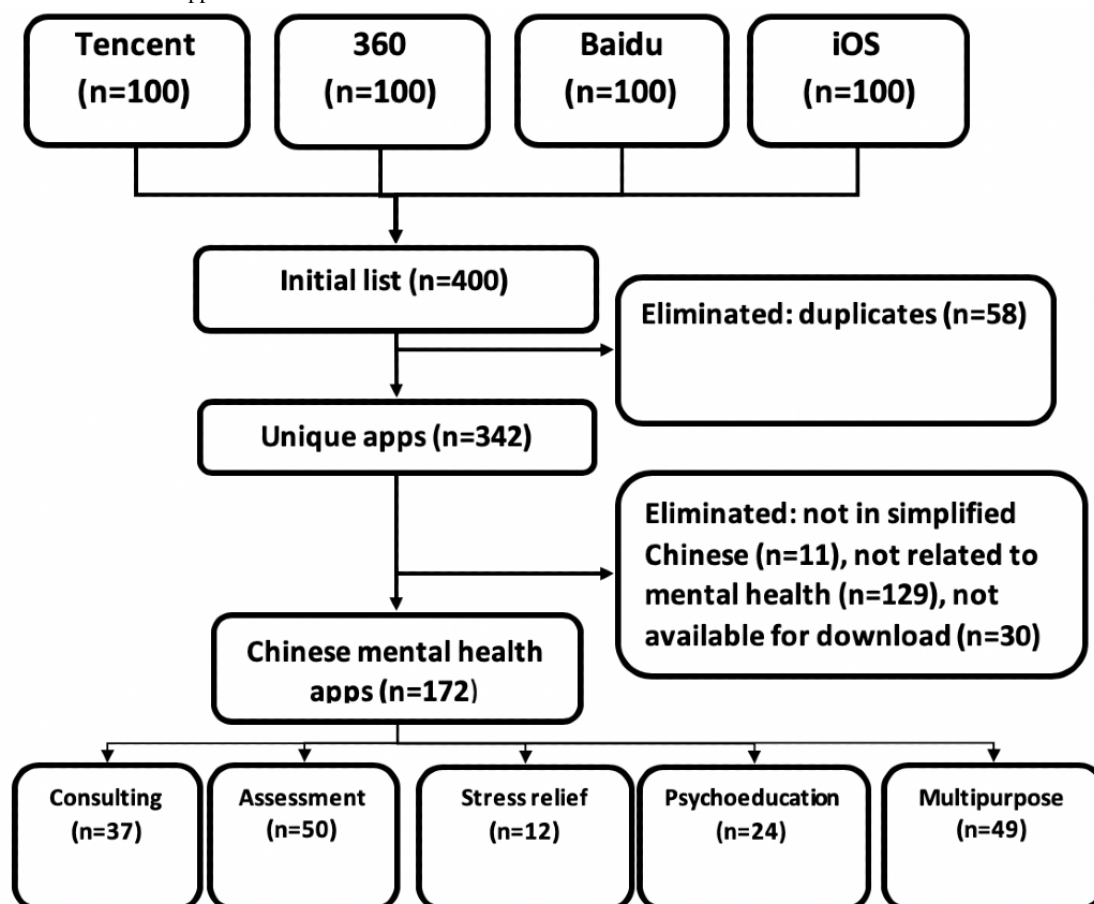 Tencent
(n=100)
360
(n=100)
Baidu
(n=100)
iOS
(n=100)
Initial list (n=400)
Eliminated: duplicates (n=58)
Unique apps (n=342)
Eliminated: not in simplified
Chinese (n=11), not related to
mental health (n=129), not
available for download (n=30)
Chinese mental health
apps (n=172)
Consulting
(n=37)
Assessment
(n=50)
Stress relief
(n=12)
Psychoeducation
(n=24)
Multipurpose
(n=49)